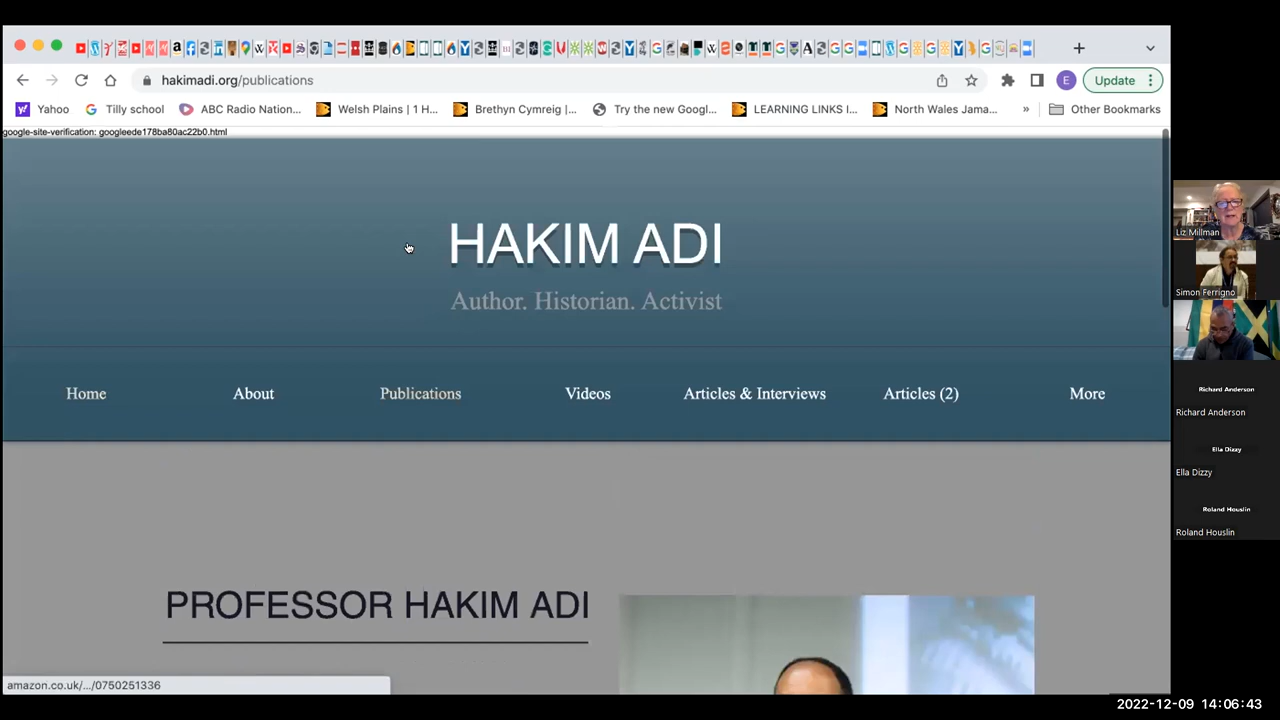 hakimadi.org/publications
Update
Yahoo
Tilly school
ABC Radio Nation...
Welsh Plains | 1 H...
Brethyn Cymreig |...
Try the new Googl...
LEARNING LINKS I...
North Wales Jama...
»
Other Bookmarks
google-site-verification: googleede178ba80ac22b0.html
HAKIM ADI
Author. Historian. Activist
Home
About
Publications
Videos
Articles & Interviews
Articles (2)
More
PROFESSOR HAKIM ADI
amazon.co.uk/.../0750251336
Liz Millman
Simon Ferrigno
Richard Anderson
Richard Anderson
Ella Dizzy
Ella Dizzy
Roland Houslin
Roland Houslin
2022-12-09 14:06:43